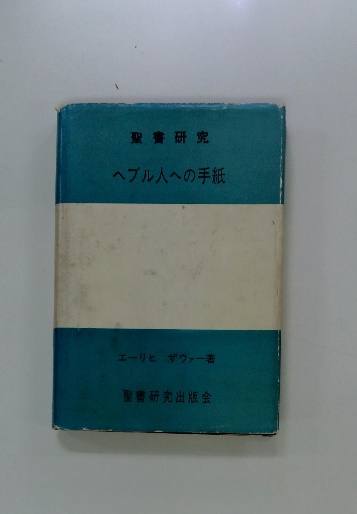 聖書研究
ヘブル人への手紙
エーリヒ ザウァー著
聖書研究出版会